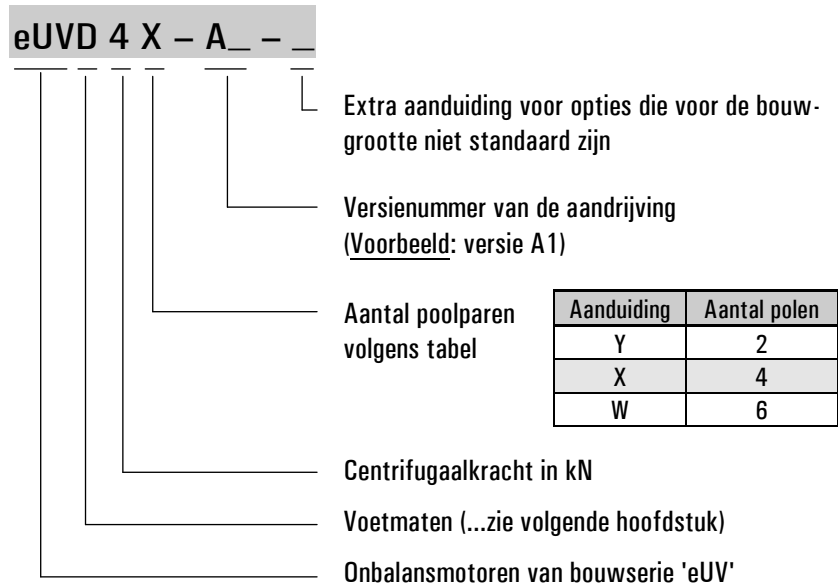 eUVD 4 X – A_ – _
Extra aanduiding voor opties die voor de bouw-
grootte niet standaard zijn
Versienummer van de aandrijving
(Voorbeeld: versie A1)
Aantal poolparen
volgens tabel
Aanduiding Aantal polen
Y 2
X 4
W 6
Centrifugaalkracht in kN
Voetmaten (...zie volgende hoofdstuk)
Onbalansmotoren van bouwserie 'eUV'